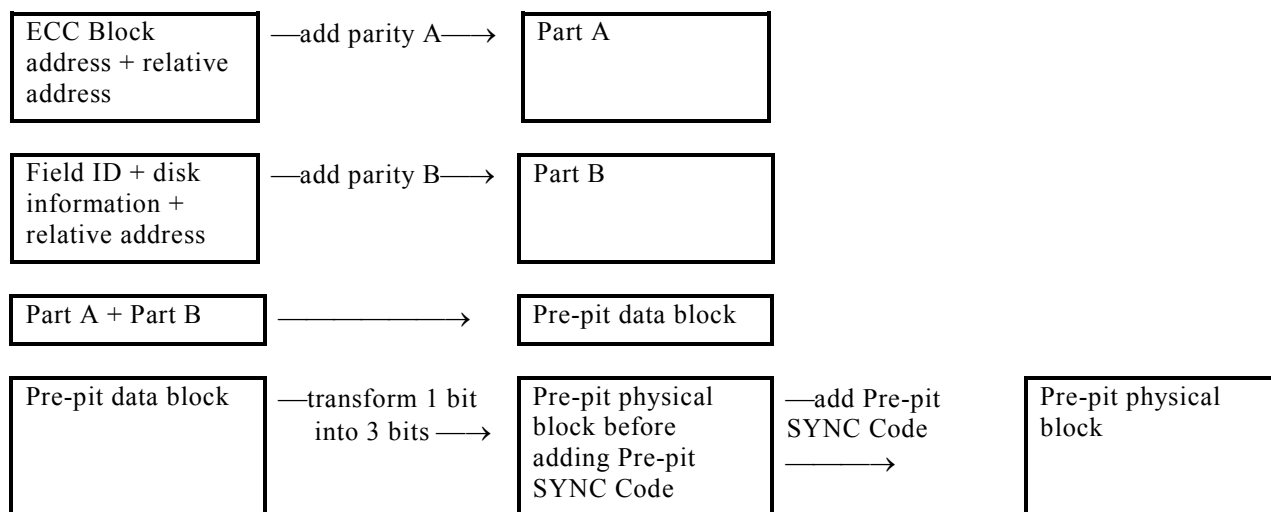 ECC Block
address + relative
address
—add parity A—→
Part A
Field ID + disk
information +
relative address
—add parity B—→
Part B
Part A + Part B
———————→
Pre-pit data block
Pre-pit data block
—transform 1 bit
into 3 bits —→
Pre-pit physical
block before
adding Pre-pit
SYNC Code
—add Pre-pit
SYNC Code
———→
Pre-pit physical
block